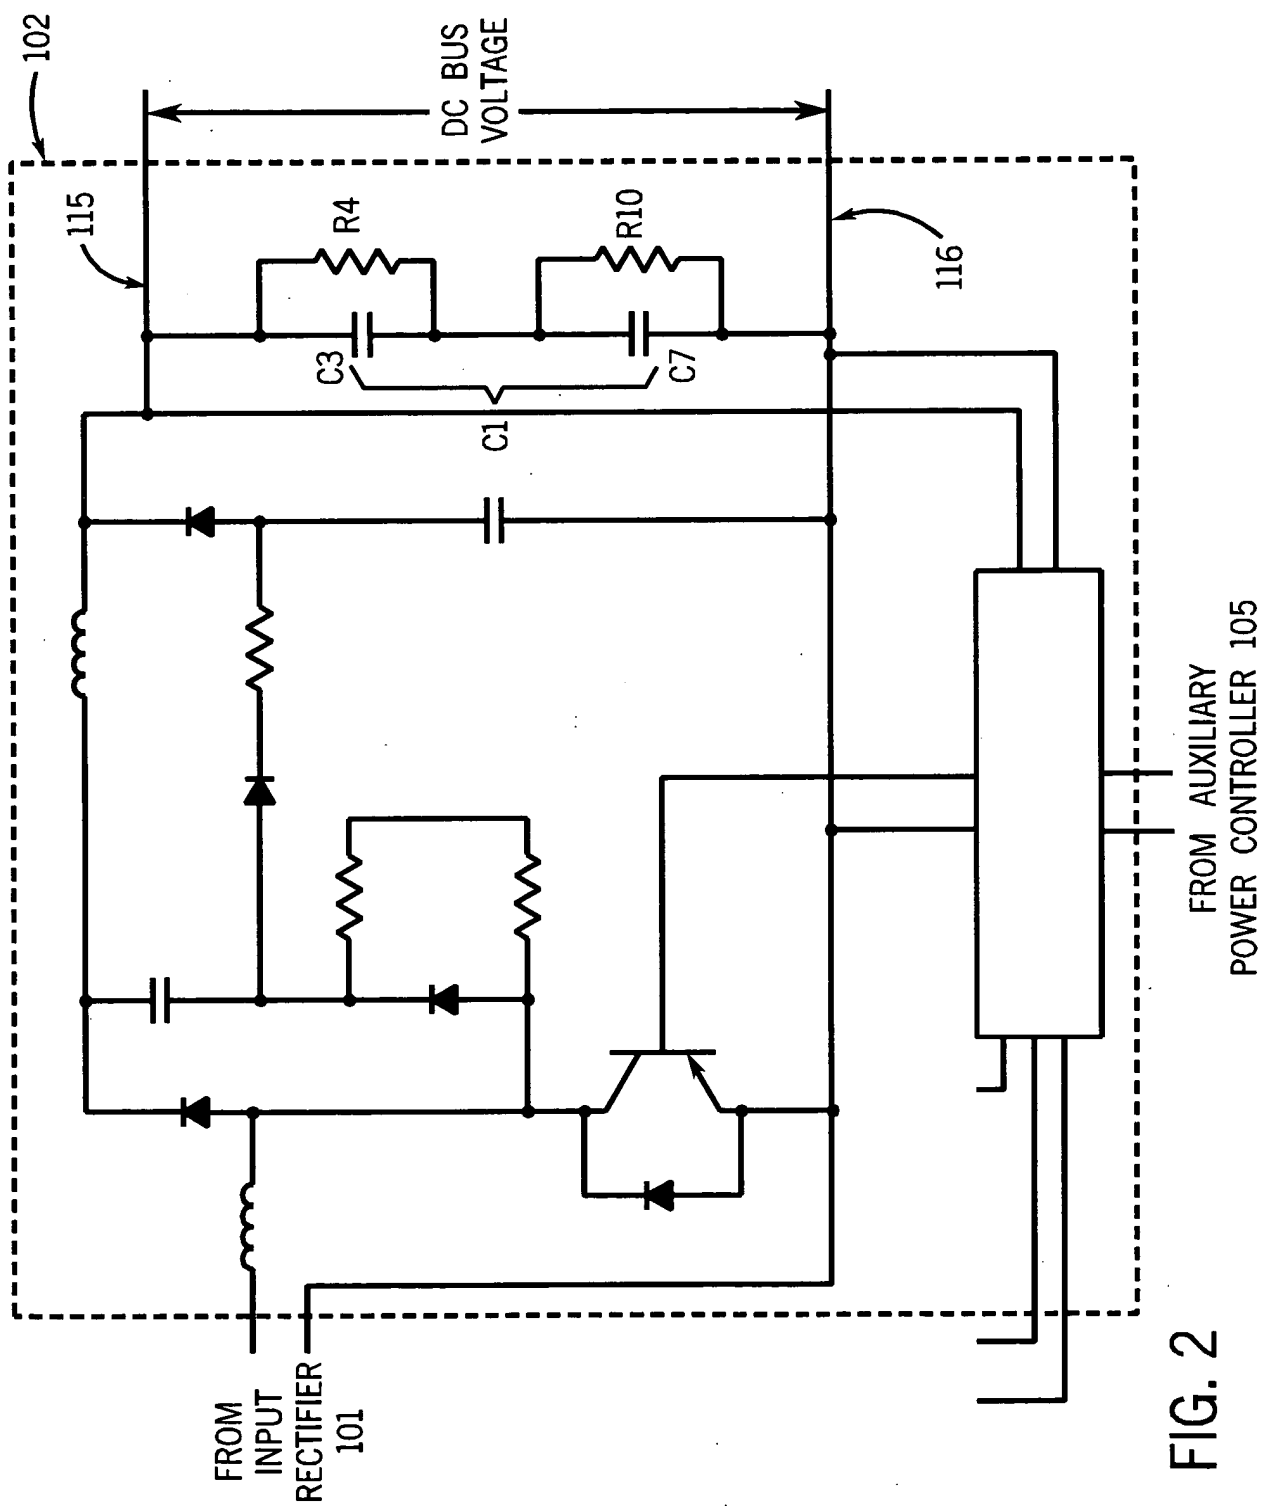 102
115
DC BUS
VOLTAGE
R4
R10
116
C3
C7
C1
FROM
INPUT
RECTIFIER
101
FROM AUXILIARY
POWER CONTROLLER 105
FIG. 2